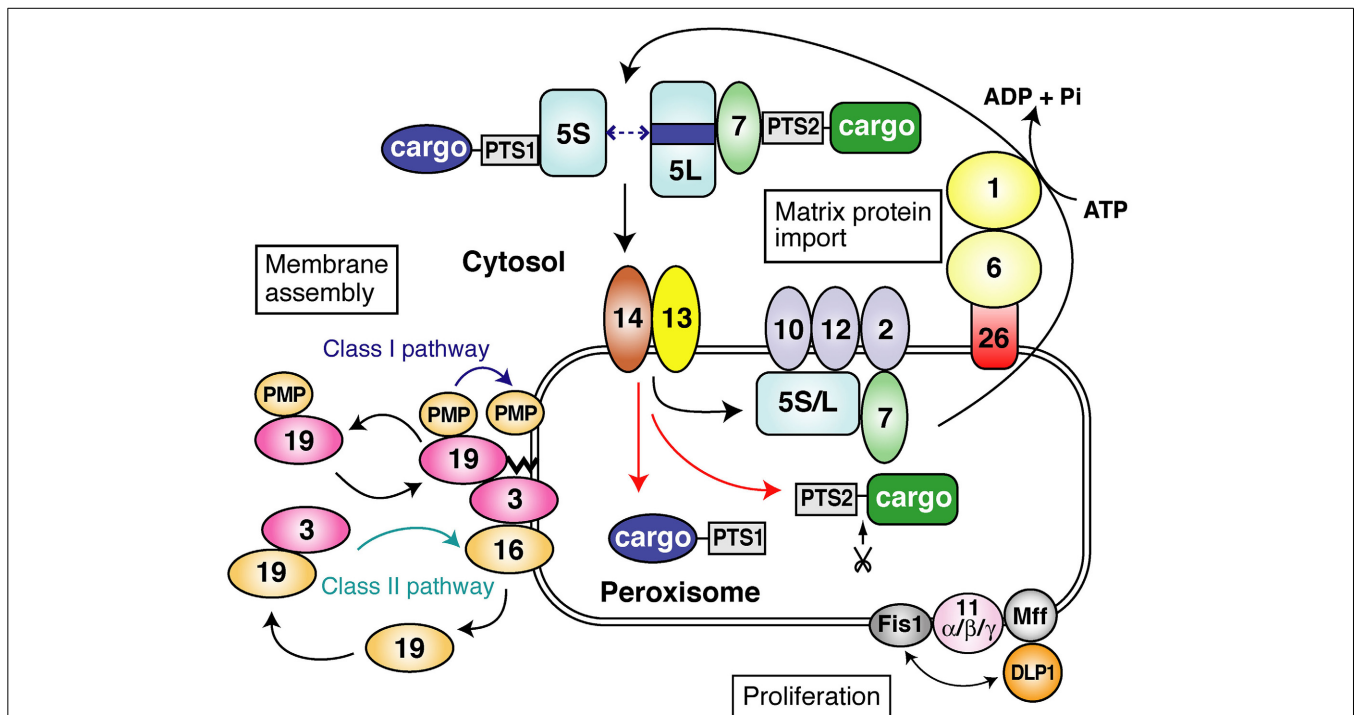 ADP + Pi
5S
7
PTS2
cargo
cargo
PTS1
5L
1
ATP
Matrix protein
import
6
Cytosol
Membrane
assembly
14
13
10
12
2
26
Class I pathway
PMP
PMP
PMP
5S/L
7
19
19
3
PTS2
cargo
3
16
cargo
PTS1
19
Class II pathway
Peroxisome
Fis1
11
α/β/γ
Mff
19
DLP1
Proliferation